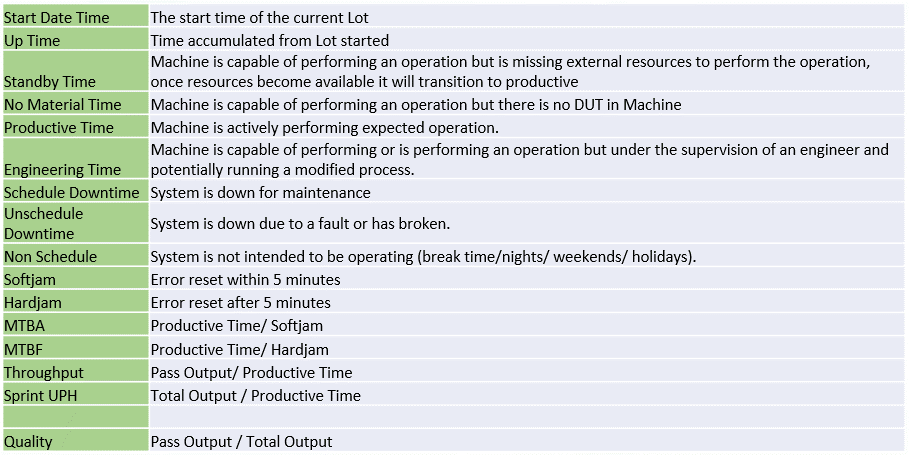 Start Date Time The start time of the current Lot
Up Time Time accumulated from Lot started
Standby Time Machine is capable of performing an operation but is missing external resources to perform the operation,
once resources become available it will transition to productive
No Material Time Machine is capable of performing an operation but there is no DUT in Machine
Productive Time Machine is actively performing expected operation.
Engineering Time Machine is capable of performing or is performing an operation but under the supervision of an engineer and
potentially running a modified process.
Schedule Downtime System is down for maintenance
Unschedule
Downtime System is down due to a fault or has broken.
Non Schedule System is not intended to be operating (break time/nights/ weekends/ holidays).
Softjam Error reset within 5 minutes
Hardjam Error reset after 5 minutes
MTBA Productive Time/ Softjam
MTBF Productive Time/ Hardjam
Throughput Pass Output/ Productive Time
Sprint UPH Total Output / Productive Time
Quality Pass Output / Total Output